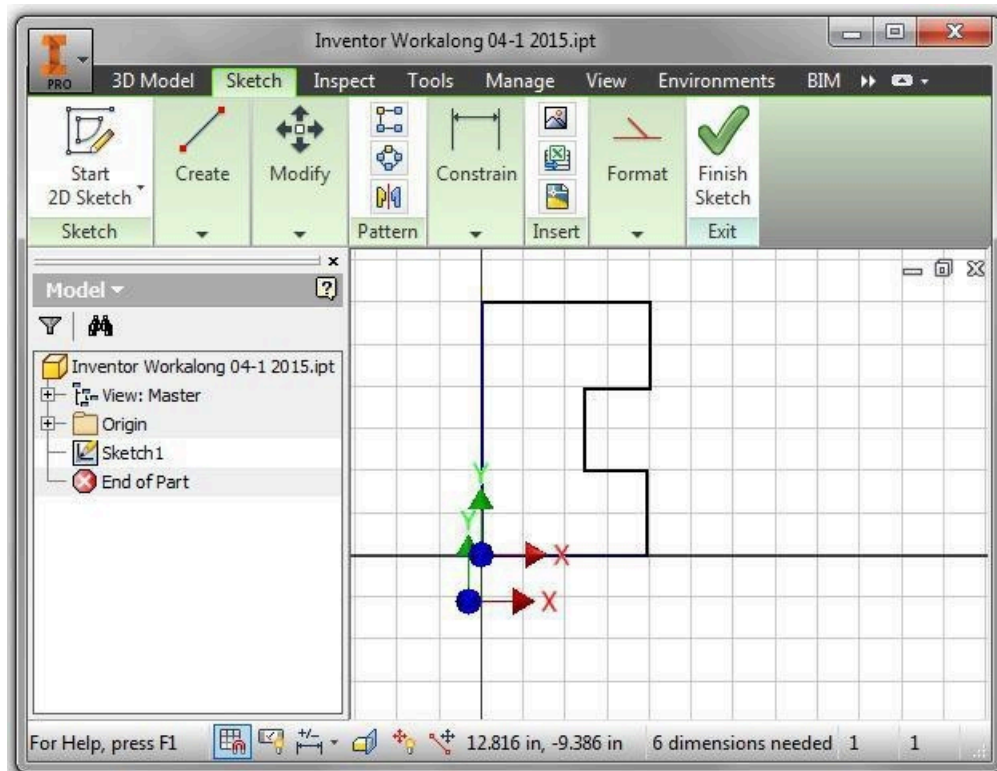 Inventor Workalong 04-1 2015.ipt
PRO
3D Model Sketch Inspect Tools Manage View Environments BIM
Start
2D Sketch
Create
Modify
Constrain
Format
Finish
Sketch
Sketch
Pattern
Insert
Exit
Model
Inventor Workalong 04-1 2015.ipt
View: Master
Origin
Sketch1
End of Part
Y
Y
X
X
For Help, press F1
12.816 in, -9.386 in 6 dimensions needed 1 1